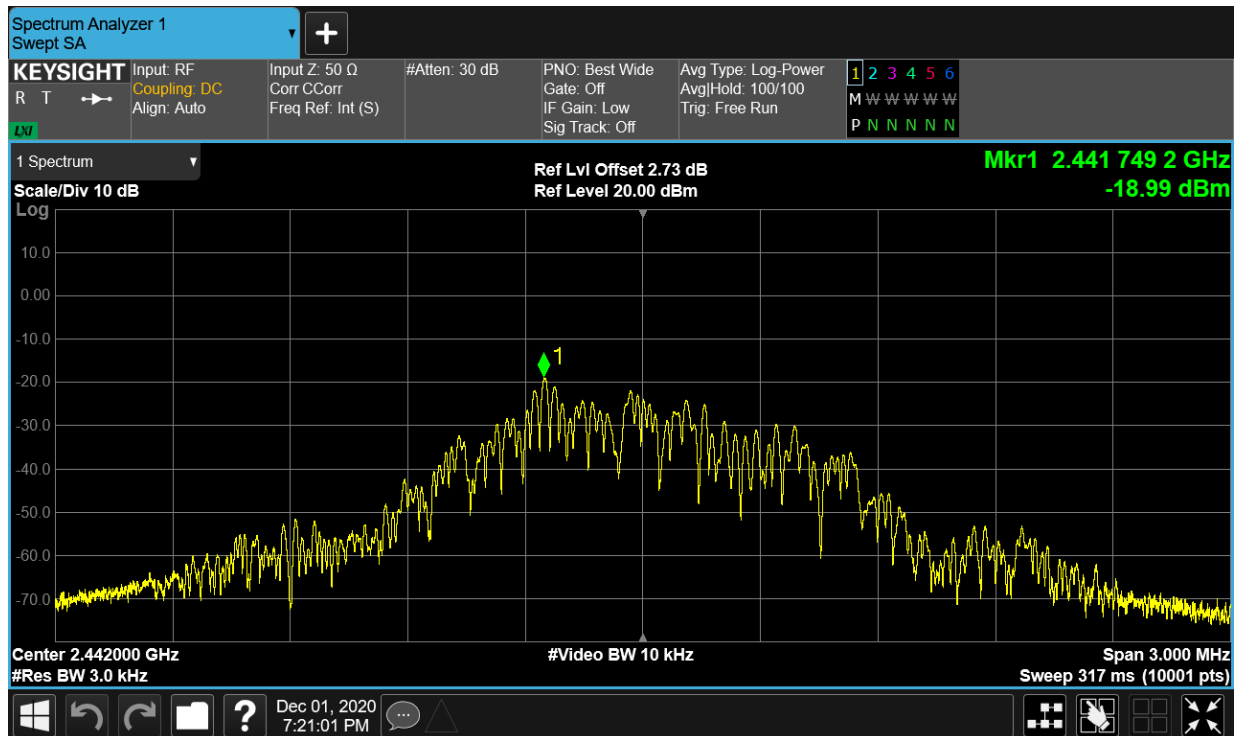 Spectrum Analyzer 1
Swept SA
+
KEYSIGHT
R T
LXI
Input: RF
Coupling: DC
Align: Auto
Input Z: 50 Ω
Corr CCorr
Freq Ref: Int (S)
#Atten: 30 dB
PNO: Best Wide
Gate: Off
IF Gain: Low
Sig Track: Off
Avg Type: Log-Power
Avg|Hold: 100/100
Trig: Free Run
1 2 3 4 5 6
M W W W W W
P N N N N N
1 Spectrum
Scale/Div 10 dB
Log
Ref Lvl Offset 2.73 dB
Ref Level 20.00 dBm
Mkr1 2.441 749 2 GHz
-18.99 dBm
10.0
0.00
-10.0
1
-20.0
-30.0
-40.0
-50.0
-60.0
-70.0
Center 2.442000 GHz
#Res BW 3.0 kHz
#Video BW 10 kHz
Span 3.000 MHz
Sweep 317 ms (10001 pts)
?
Dec 01, 2020
7:21:01 PM